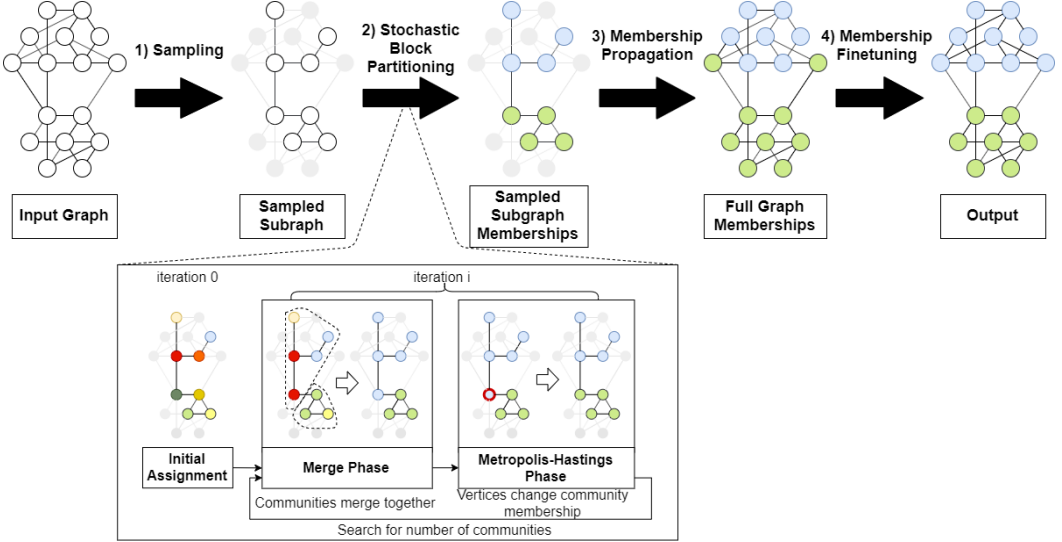 1) Sampling
2) Stochastic
Block
Partitioning
3) Membership
Propagation
4) Membership
Finetuning
Input Graph
Sampled
Subraph
Sampled
Subgraph
Memberships
Full Graph
Memberships
Output
iteration 0
iteration i
Initial
Assignment
Merge Phase
Metropolis-Hastings
Phase
Communities merge together
Vertices change community
membership
Search for number of communities